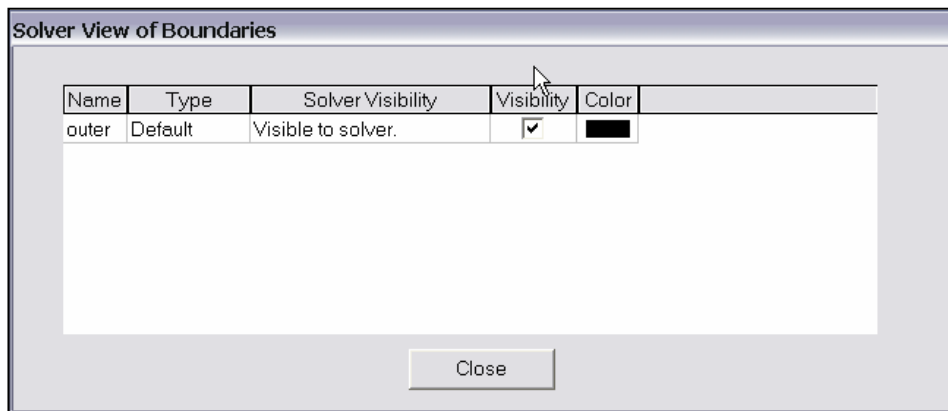 Solver View of Boundaries
Name Type Solver Visibility Visibility Color
outer Default Visible to solver.
Close